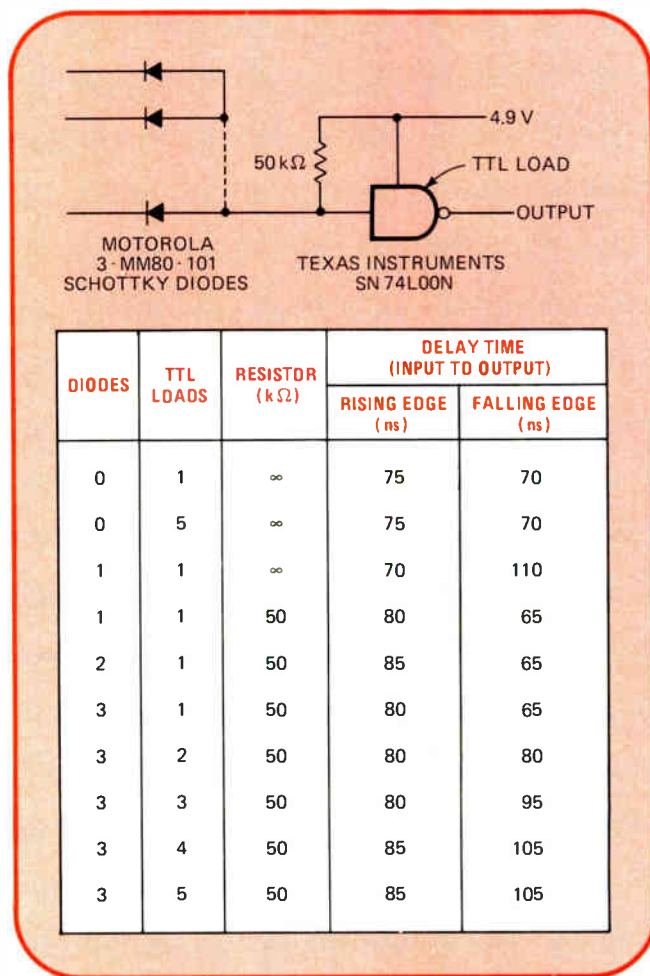 4.9 V
50 kΩ
TTL LOAD
OUTPUT
MOTOROLA
3-MM80-101
SCHOTTKY DIODES
TEXAS INSTRUMENTS
SN 74L00N
DIODES TTL LOADS RESISTOR (kΩ) DELAY TIME (INPUT TO OUTPUT)
RISING EDGE (ns) FALLING EDGE (ns)
0 1 ∞ 75 70
0 5 ∞ 75 70
1 1 ∞ 70 110
1 1 50 80 65
2 1 50 85 65
3 1 50 80 65
3 2 50 80 80
3 3 50 80 95
3 4 50 85 105
3 5 50 85 105